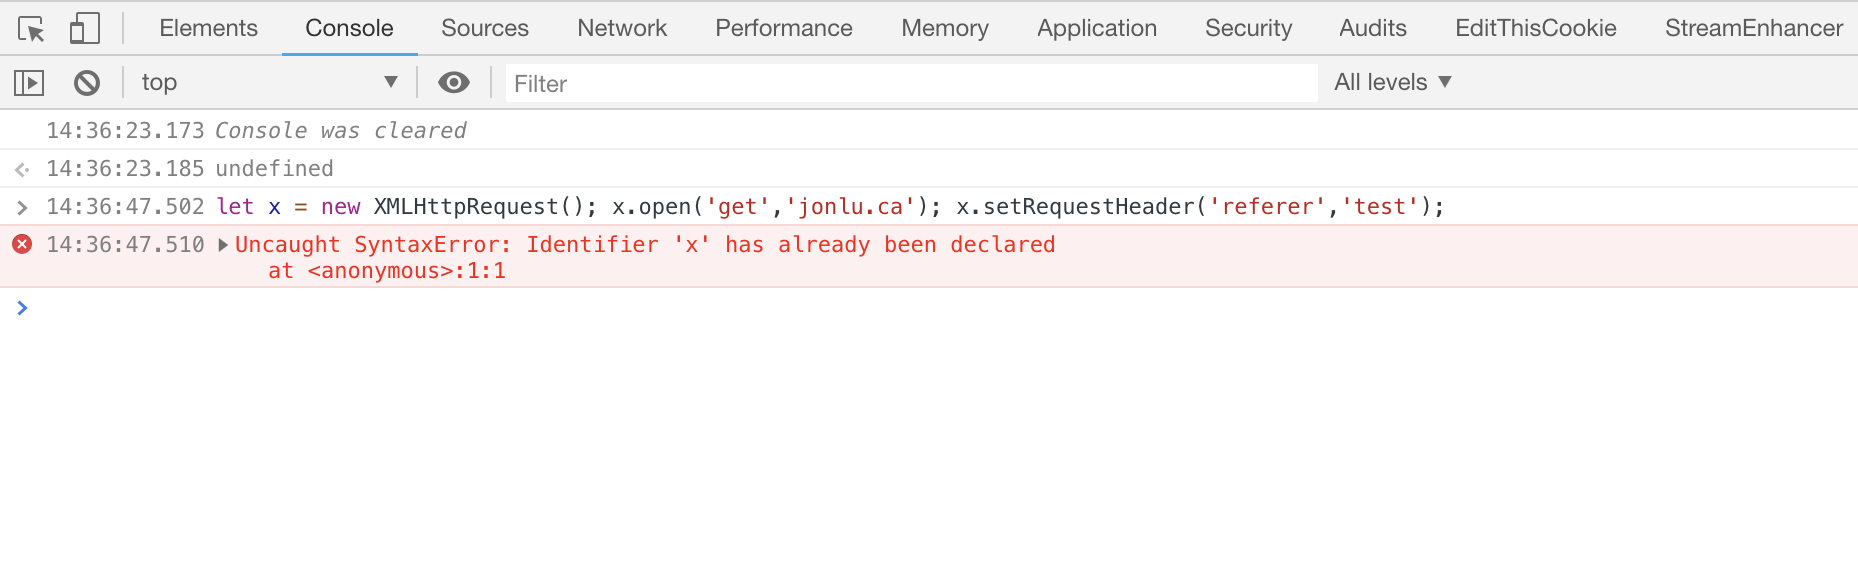 Elements Console Sources Network Performance Memory Application Security Audits EditThisCookie StreamEnhancer
top Filter All levels
14:36:23.173 Console was cleared
14:36:23.185 undefined
14:36:47.502 let x = new XMLHttpRequest(); x.open('get','jonlu.ca'); x.setRequestHeader('referer','test');
14:36:47.510 Uncaught SyntaxError: Identifier 'x' has already been declared
at <anonymous>:1:1